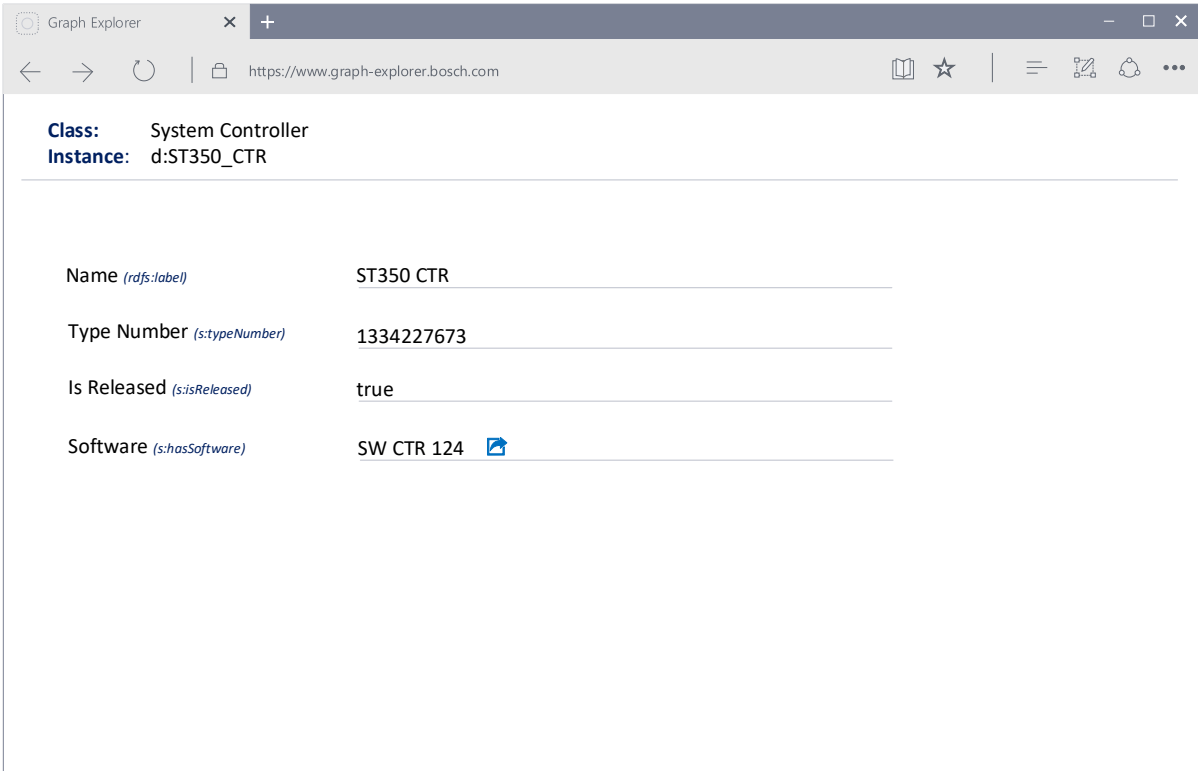 Graph Explorer
https://www.graph-explorer.bosch.com
Class: System Controller
Instance: d:ST350_CTR
Name (rdfs:label) ST350 CTR
Type Number (s:typeNumber) 1334227673
Is Released (s:isReleased) true
Software (s:hasSoftware) SW CTR 124